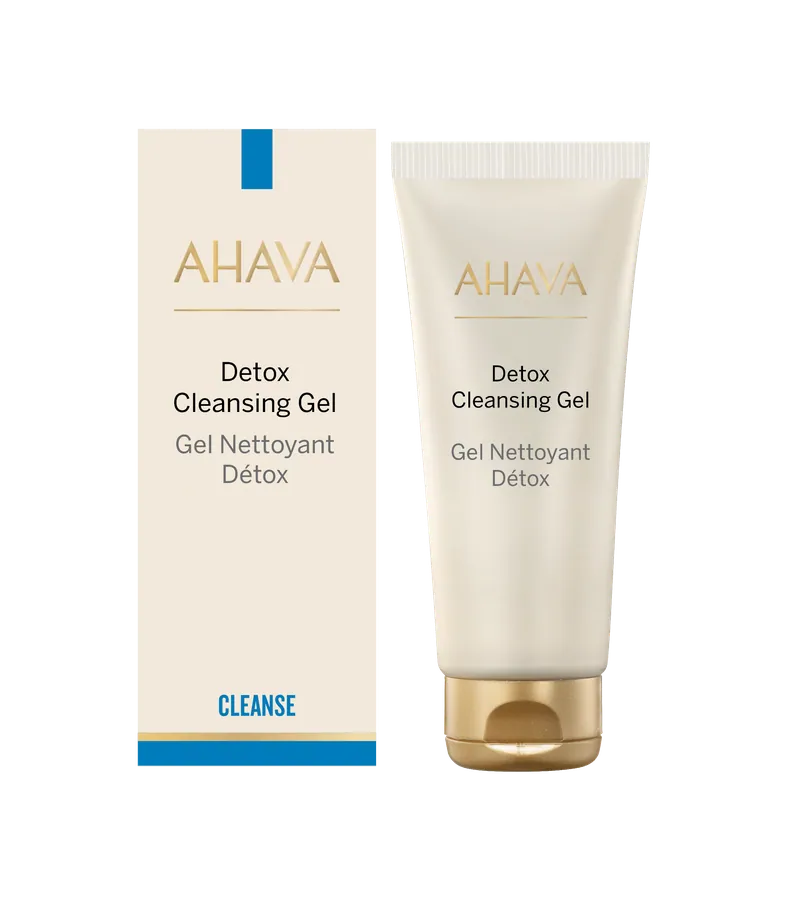 AHAVA
Detox
Cleansing Gel
Gel Nettoyant
Détox
CLEANSE
AHAVA
Detox
Cleansing Gel
Gel Nettoyant
Détox